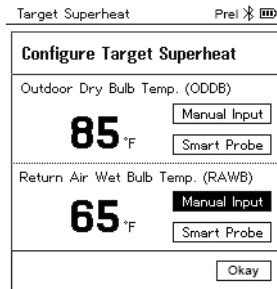 Target Superheat Prel
Configure Target Superheat
Outdoor Dry Bulb Temp. (ODDB)
85 °F
Manual Input
Smart Probe
Return Air Wet Bulb Temp. (RAWB)
65 °F
Manual Input
Smart Probe
Okay